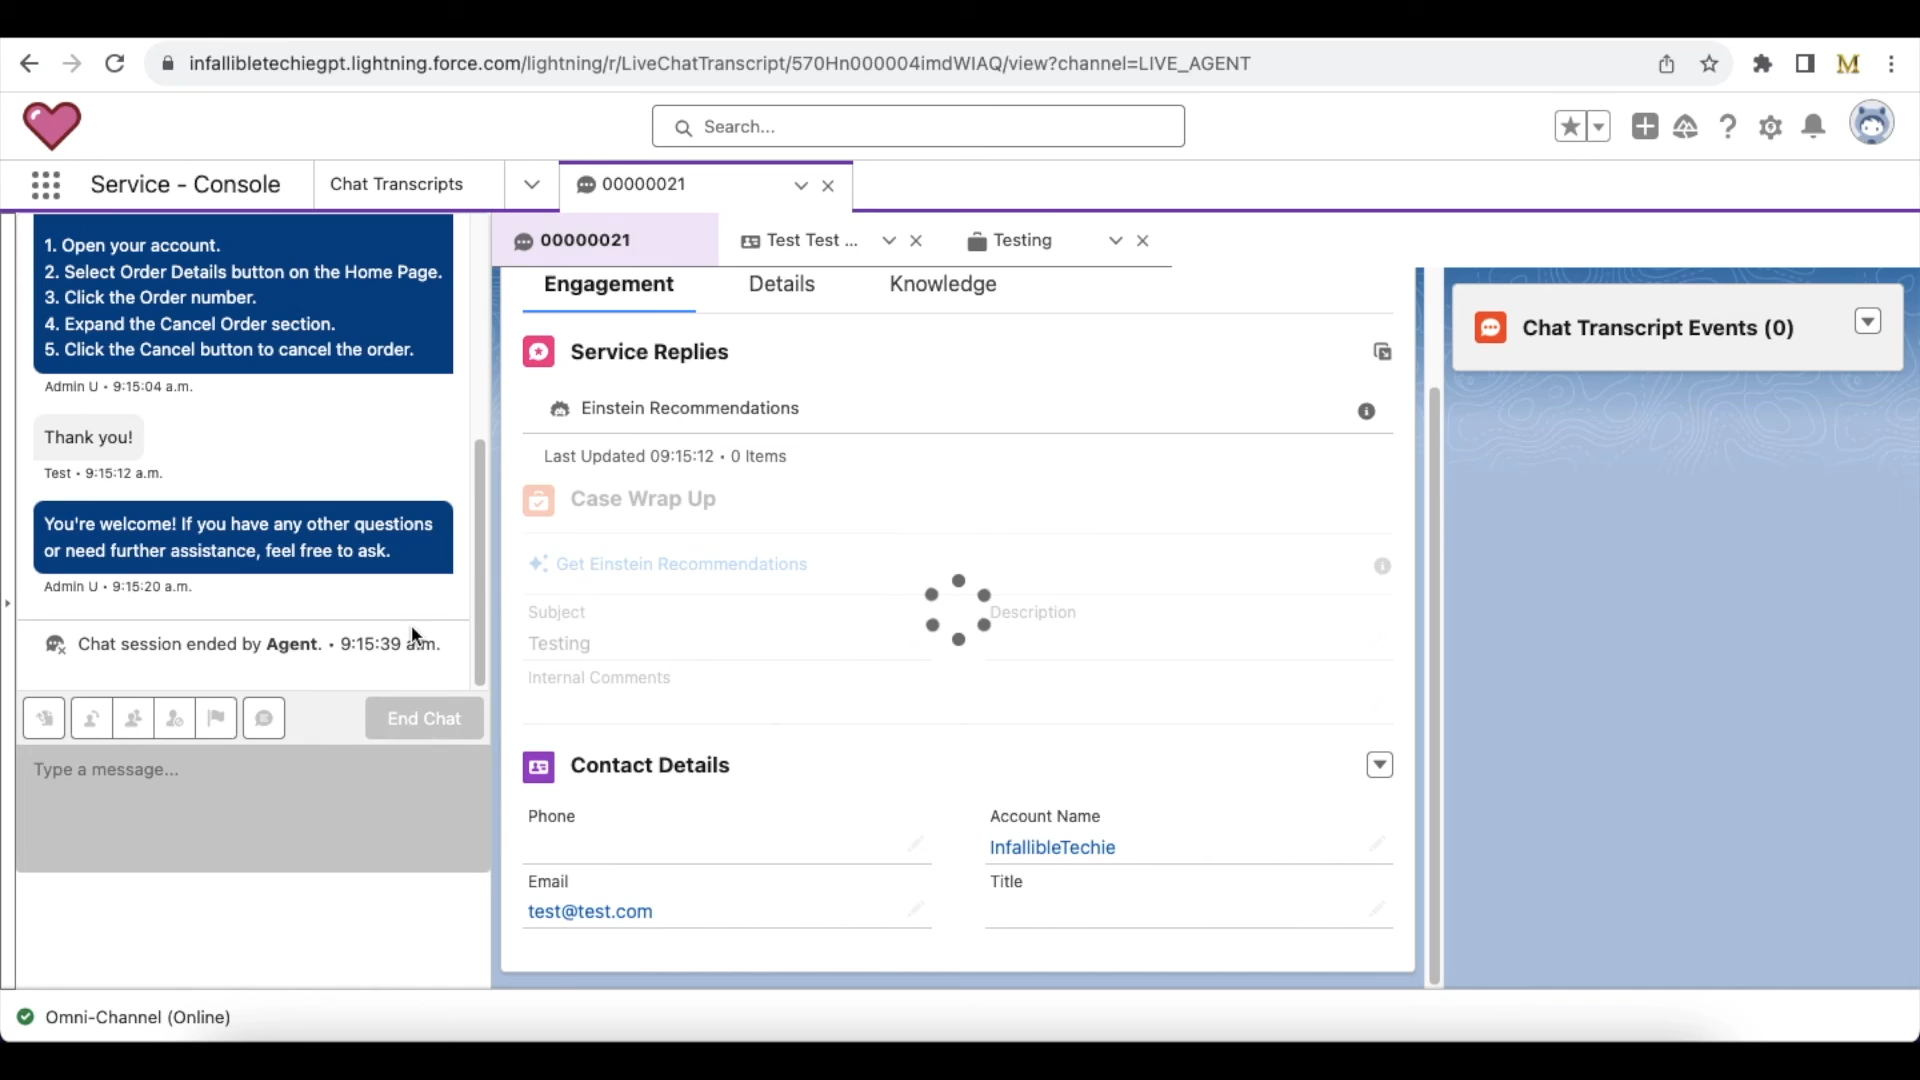 infallibletechiegpt.lightning.force.com/lightning/r/LiveChatTranscript/570Hn000004imdWIAQ/view?channel=LIVE_AGENT
M
Search...
Service - Console
Chat Transcripts
00000021
00000021
Test Test ...
Testing
1. Open your account.
2. Select Order Details button on the Home Page.
3. Click the Order number.
4. Expand the Cancel Order section.
5. Click the Cancel button to cancel the order.
Admin U • 9:15:04 a.m.
Thank you!
Test • 9:15:12 a.m.
You're welcome! If you have any other questions
or need further assistance, feel free to ask.
Admin U • 9:15:20 a.m.
Chat session ended by Agent. • 9:15:39 a.m.
End Chat
Type a message...
Engagement
Details
Knowledge
Service Replies
Einstein Recommendations
Last Updated 09:15:12 • 0 Items
Case Wrap Up
Get Einstein Recommendations
Subject
Description
Testing
Internal Comments
Contact Details
Phone
Account Name
InfallibleTechie
Email
Title
test@test.com
Chat Transcript Events (0)
Omni-Channel (Online)